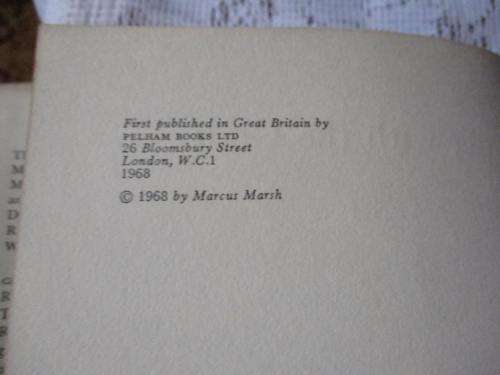 First published in Great Britain by
PELHAM BOOKS LTD
26 Bloomsbury Street
London, W.C.1
1968
© 1968 by Marcus Marsh